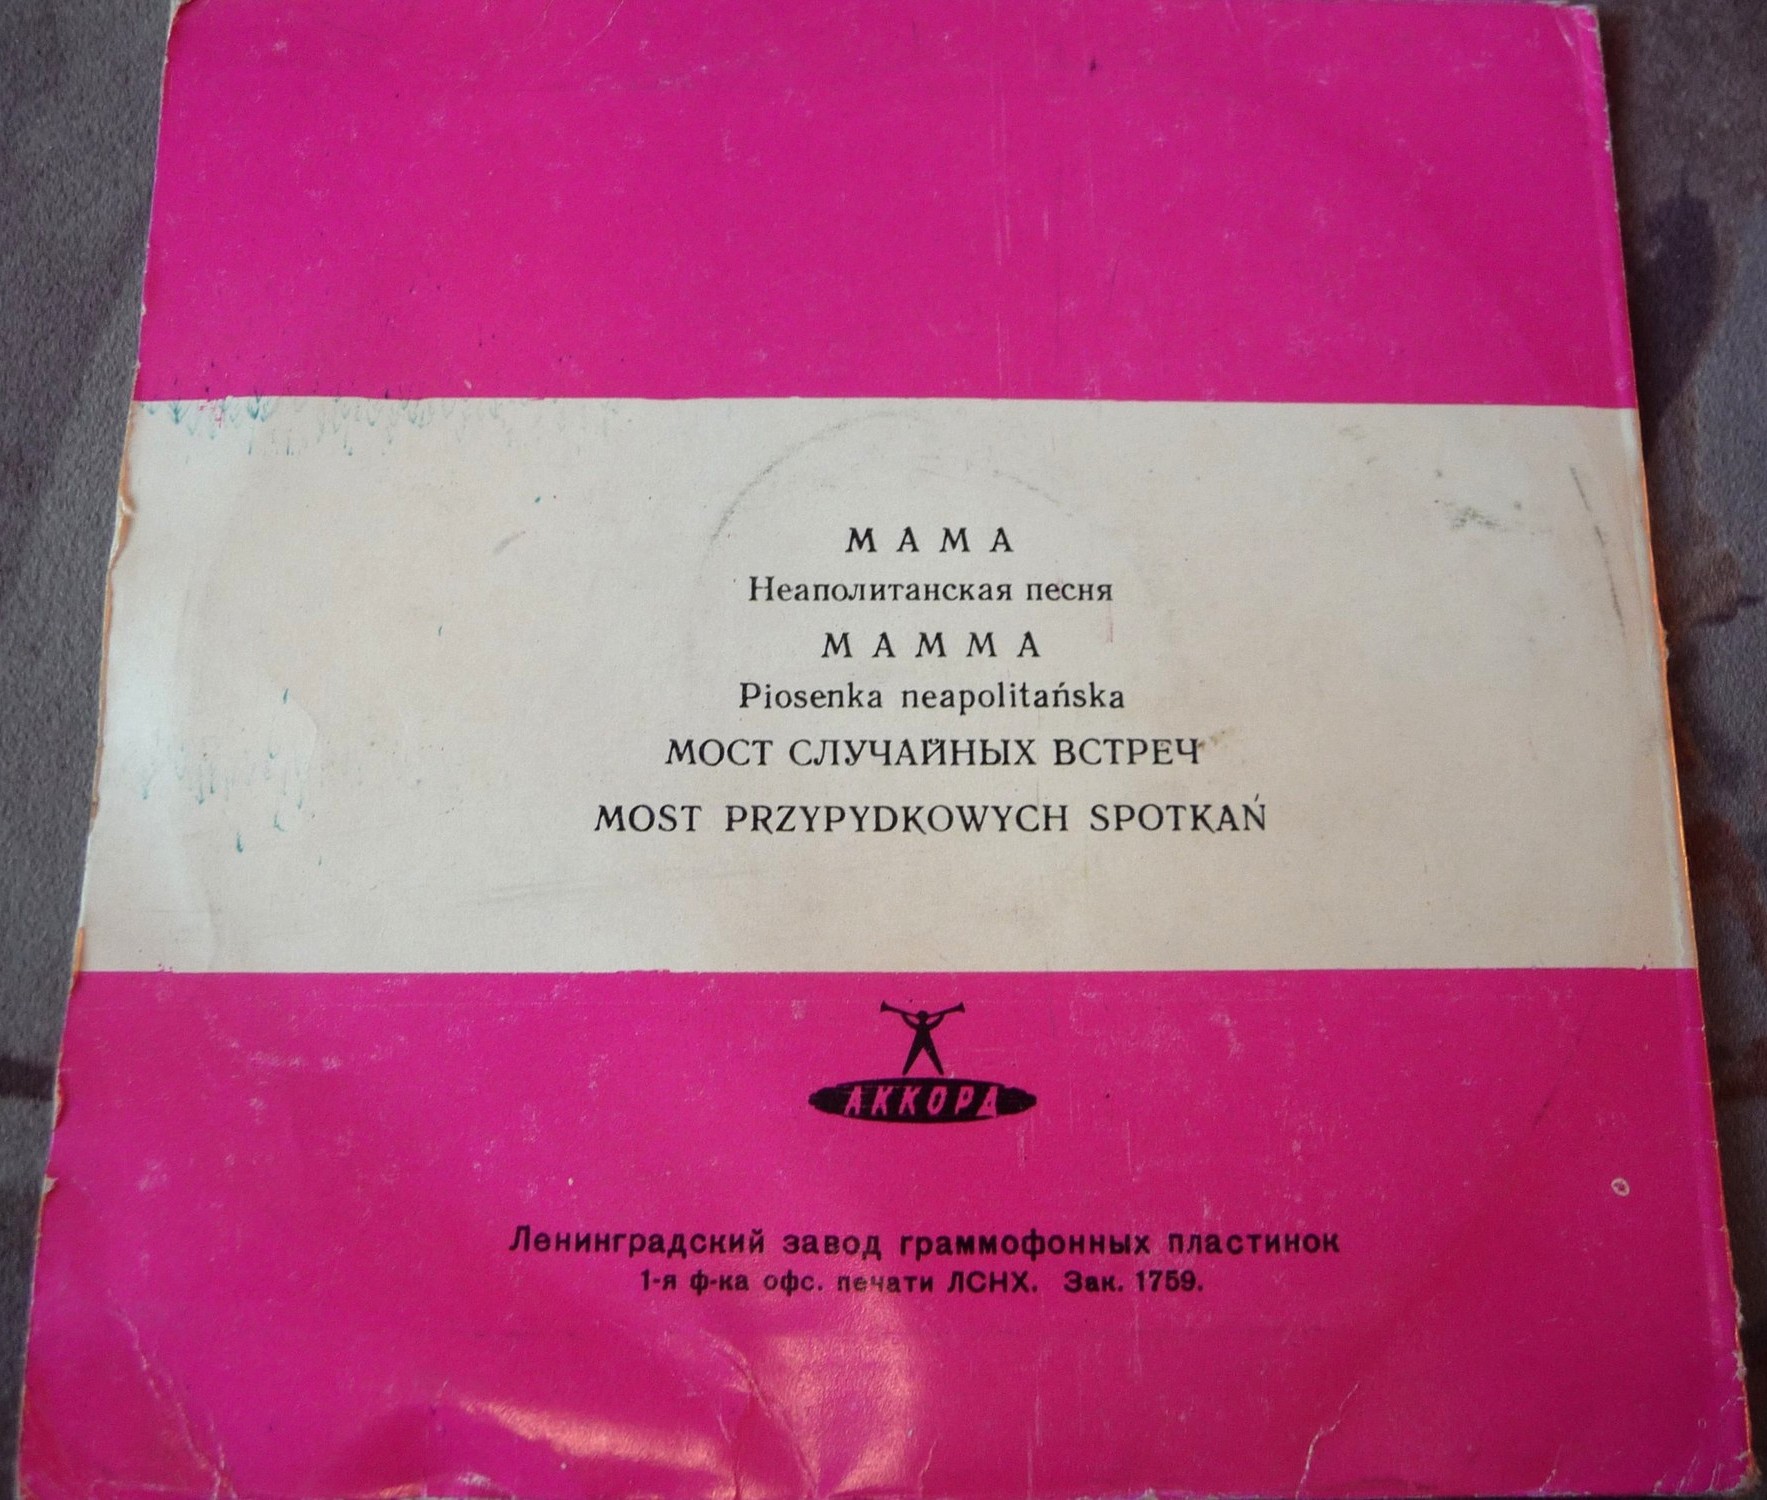 МАМА
Неаполитанская песня
MAMMA
Piosenka neapolitańska
МОСТ СЛУЧАЙНЫХ ВСТРЕЧ
MOST PRZYPYDKOWYCH SPOTKAŃ
АККОРД
Ленинградский завод граммофонных пластинок
1-я ф-ка офс. печати ЛСНХ. Зак. 1759.